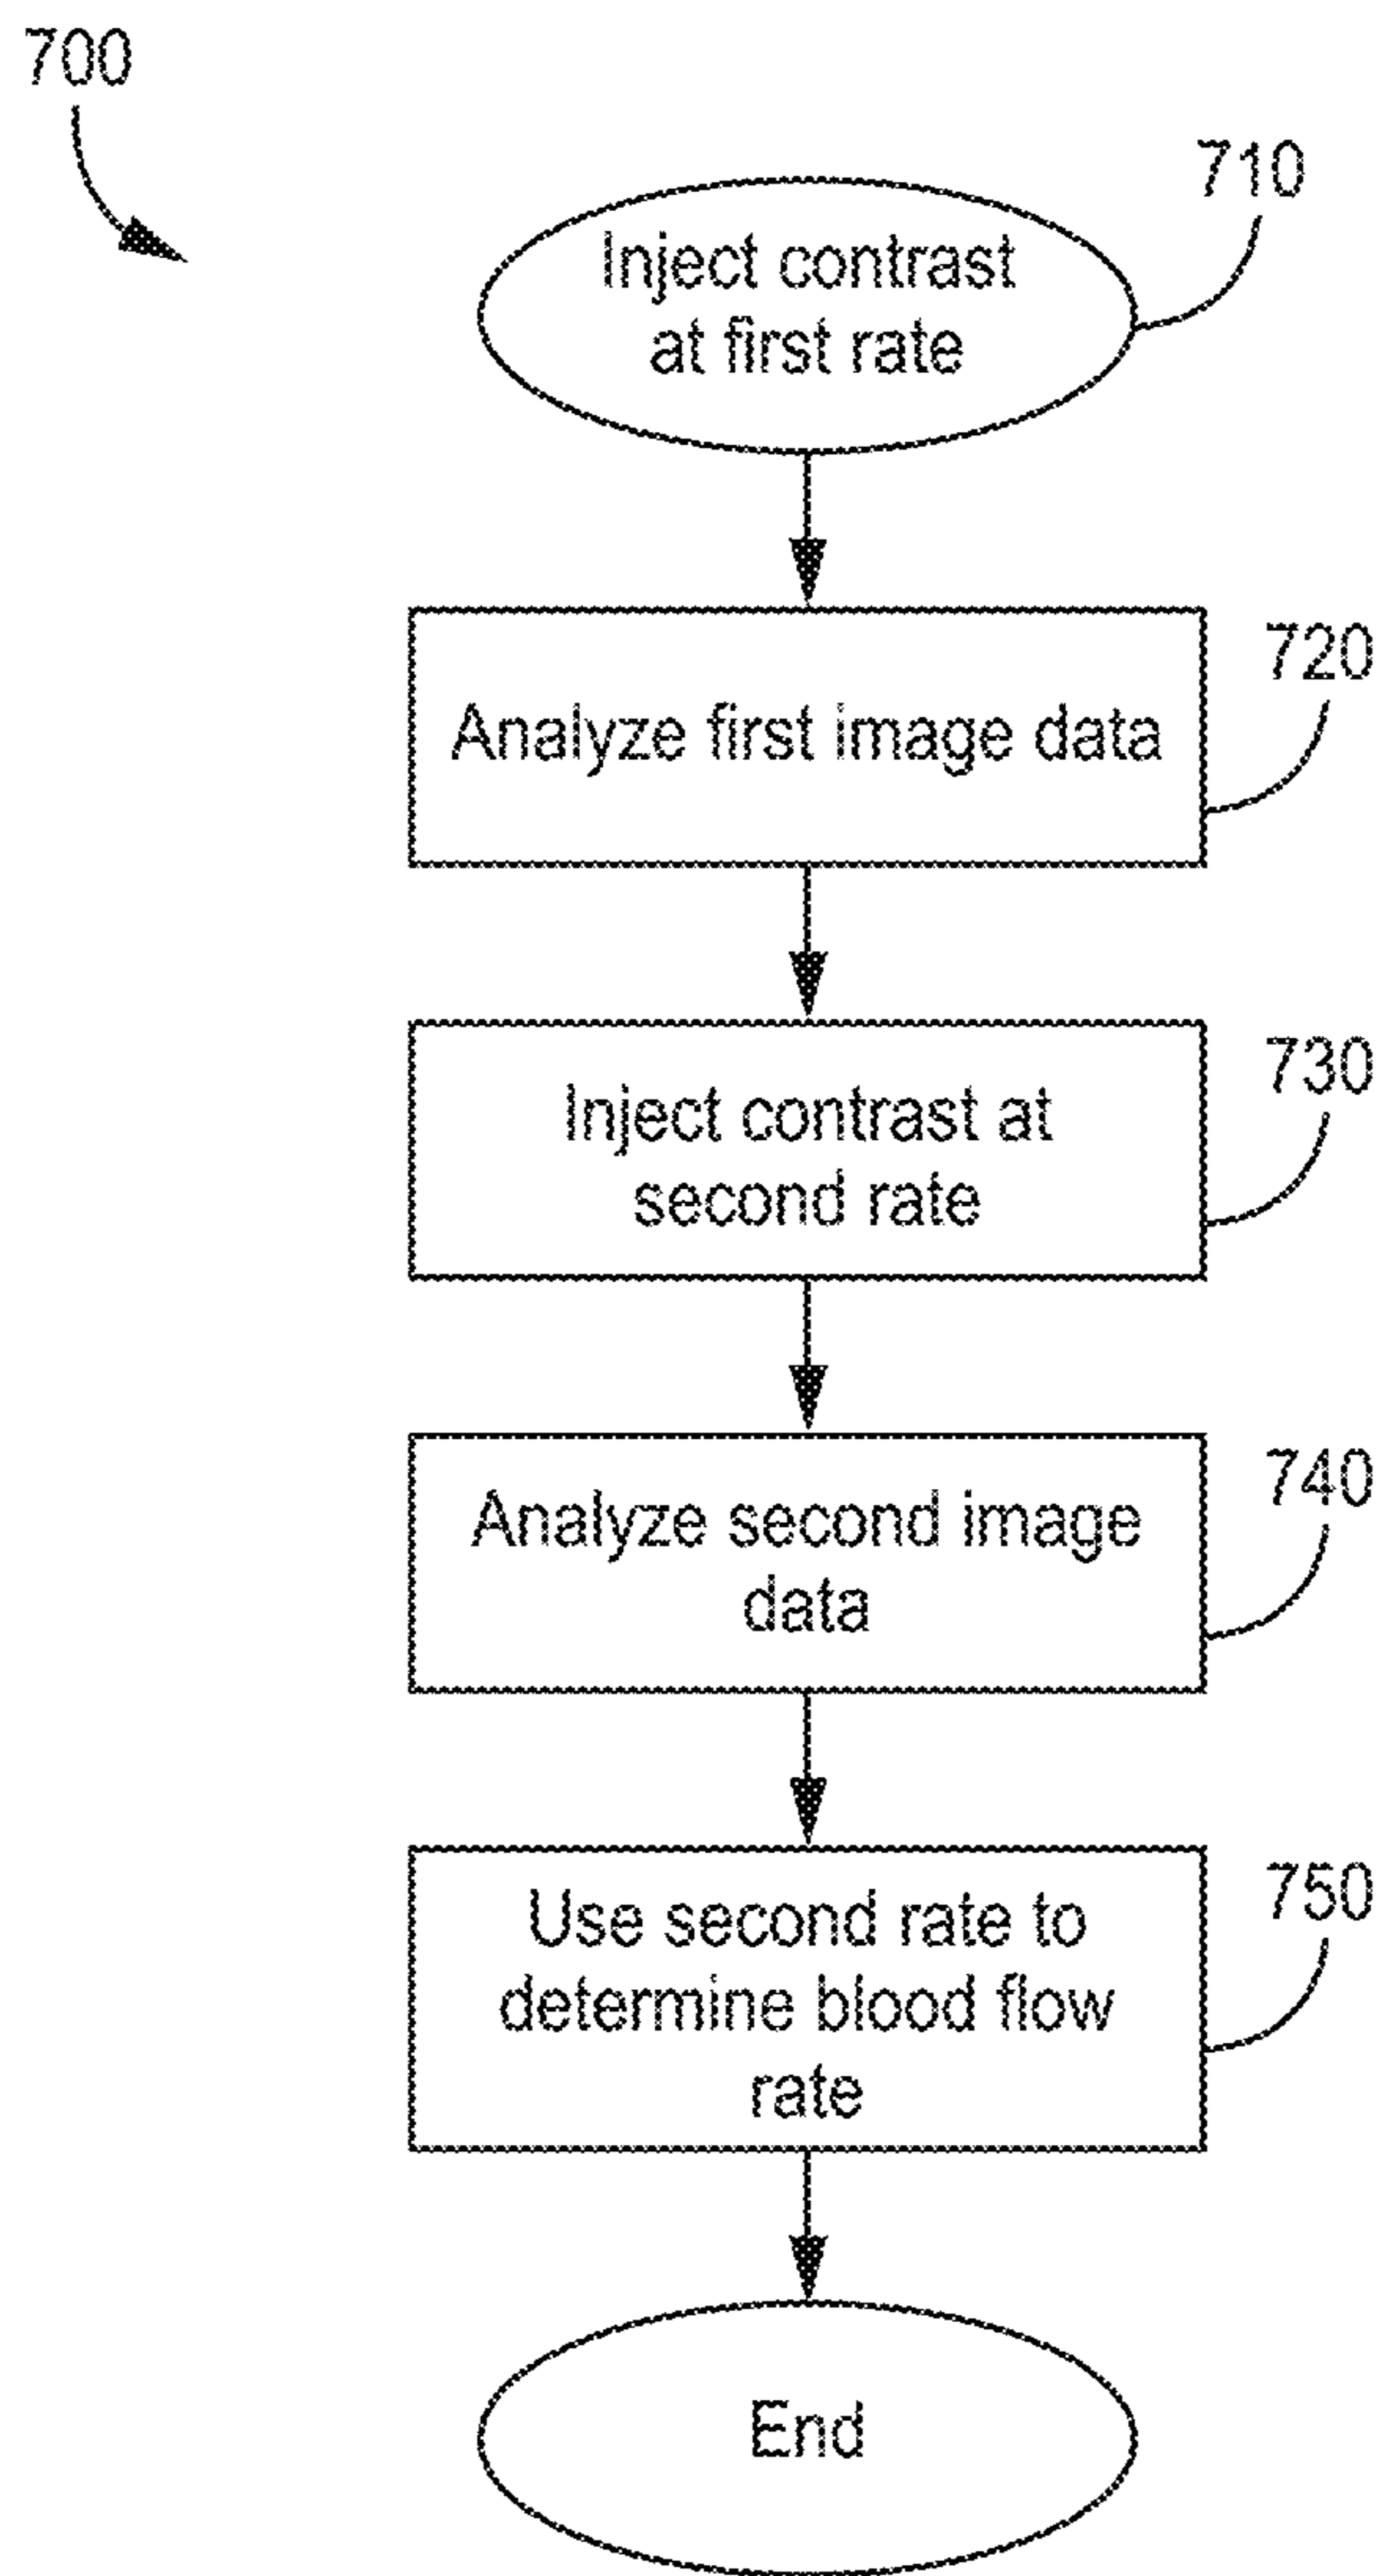 700
710
Inject contrast
at first rate
720
Analyze first image data
730
Inject contrast at
second rate
740
Analyze second image
data
750
Use second rate to
determine blood flow
rate
End